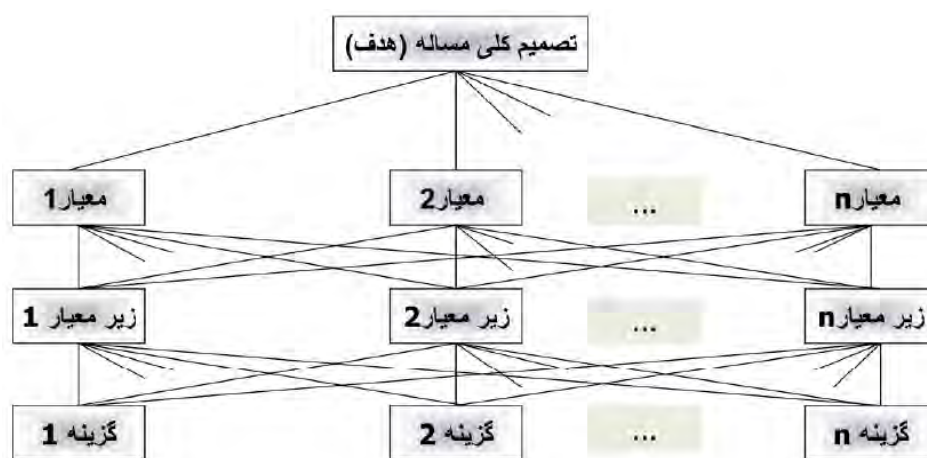 تصمیم کلی مساله (هدف)
معیار1
معیار2
...
معیارn
زیر معیار 1
زیر معیار2
...
زیر معیارn
گزینه 1
گزینه 2
...
گزینه n